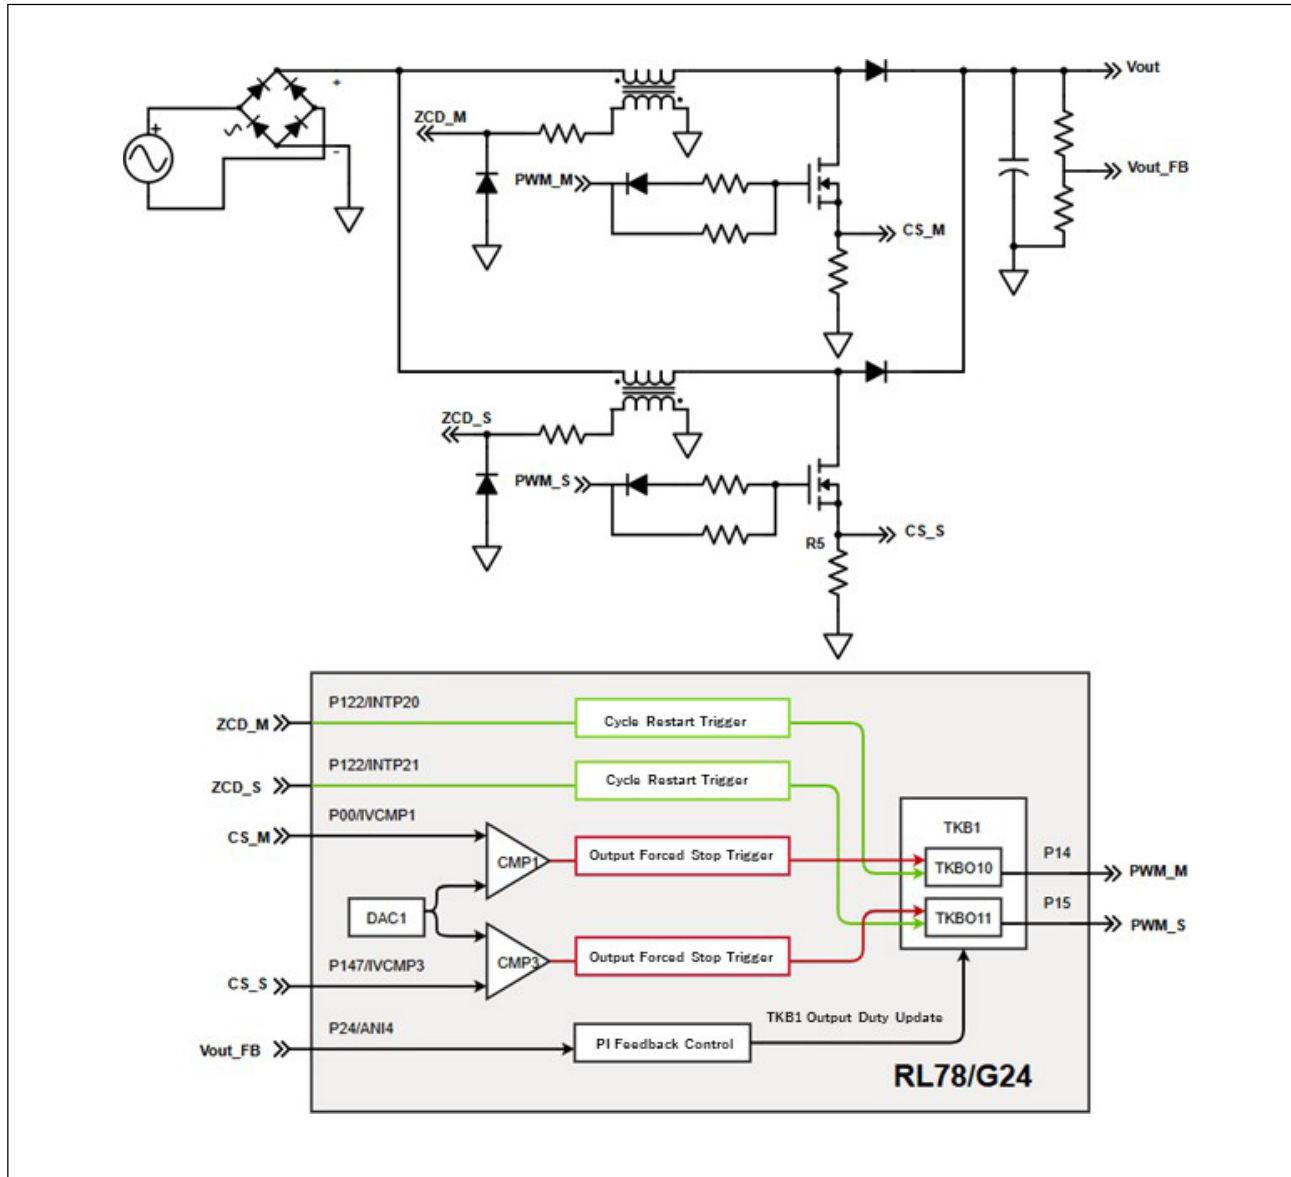 +
Vout
+
ZCD_M
-
PWM_M
Vout_FB
CS_M
ZCD_S
PWM_S
CS_S
R5
P122/INTP20
ZCD_M
Cycle Restart Trigger
P122/INTP21
ZCD_S
Cycle Restart Trigger
P00/IVCMP1
CS_M
TKB1
CMP1
Output Forced Stop Trigger
P14
TKBO10
PWM_M
DAC1
P15
TKBO11
PWM_S
CMP3
Output Forced Stop Trigger
P147/IVCMP3
CS_S
TKB1 Output Duty Update
P24/ANI4
Vout_FB
PI Feedback Control
RL78/G24